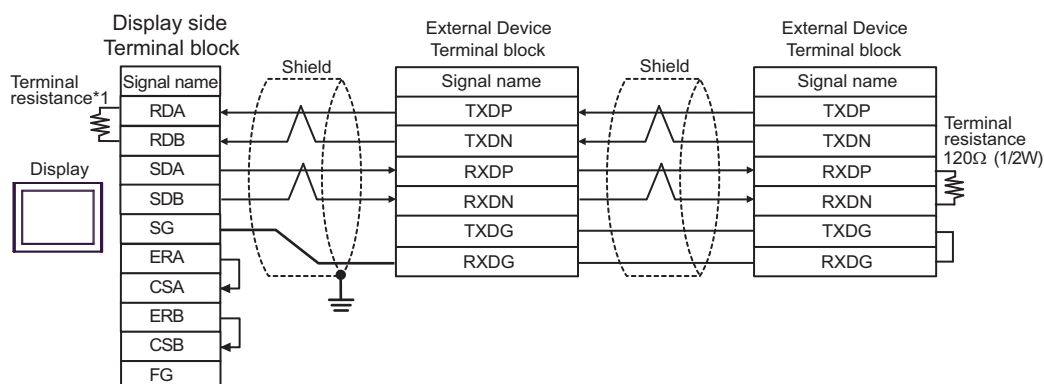 Display side
Terminal block
External Device
Terminal block
External Device
Terminal block
Terminal
resistance*1
Shield
Shield
Signal name
Signal name
Signal name
RDA
TXDP
TXDP
RDB
TXDN
TXDN
Terminal
resistance
120Ω (1/2W)
Display
SDA
RXDP
RXDP
SDB
RXDN
RXDN
SG
TXDG
TXDG
ERA
RXDG
RXDG
CSA
ERB
CSB
FG